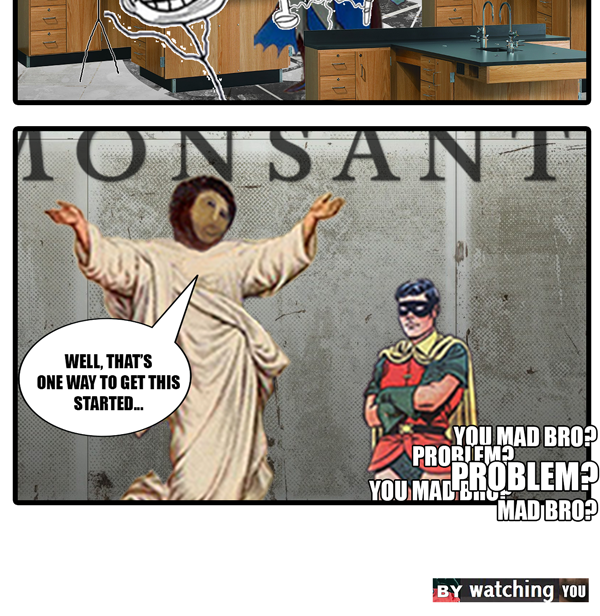 MONSANT
WELL, THAT'S
ONE WAY TO GET THIS
STARTED...
YOU MAD BRO?
PROBLEM?
PROBLEM?
YOU MAD BRO?
MAD BRO?
BY watching YOU